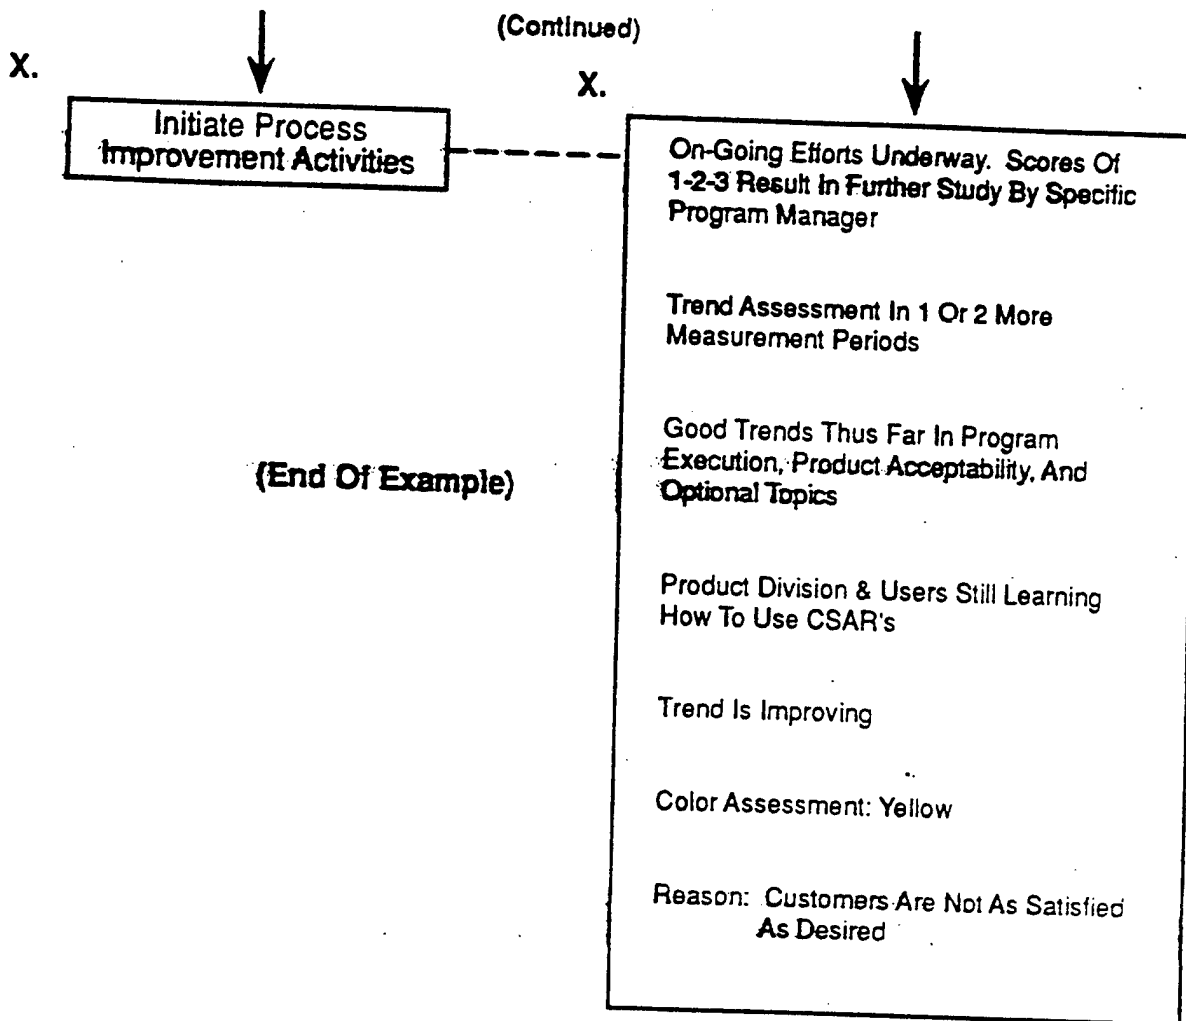 (Continued)
X.
Initiate Process
Improvement Activities
(End Of Example)
X.
On-Going Efforts Underway. Scores Of
1-2-3 Result In Further Study By Specific
Program Manager
Trend Assessment In 1 Or 2 More
Measurement Periods
Good Trends Thus Far In Program
Execution, Product Acceptability, And
Optional Topics
Product Division & Users Still Learning
How To Use CSAR's
Trend Is Improving
Color Assessment: Yellow
Reason: Customers Are Not As Satisfied
As Desired